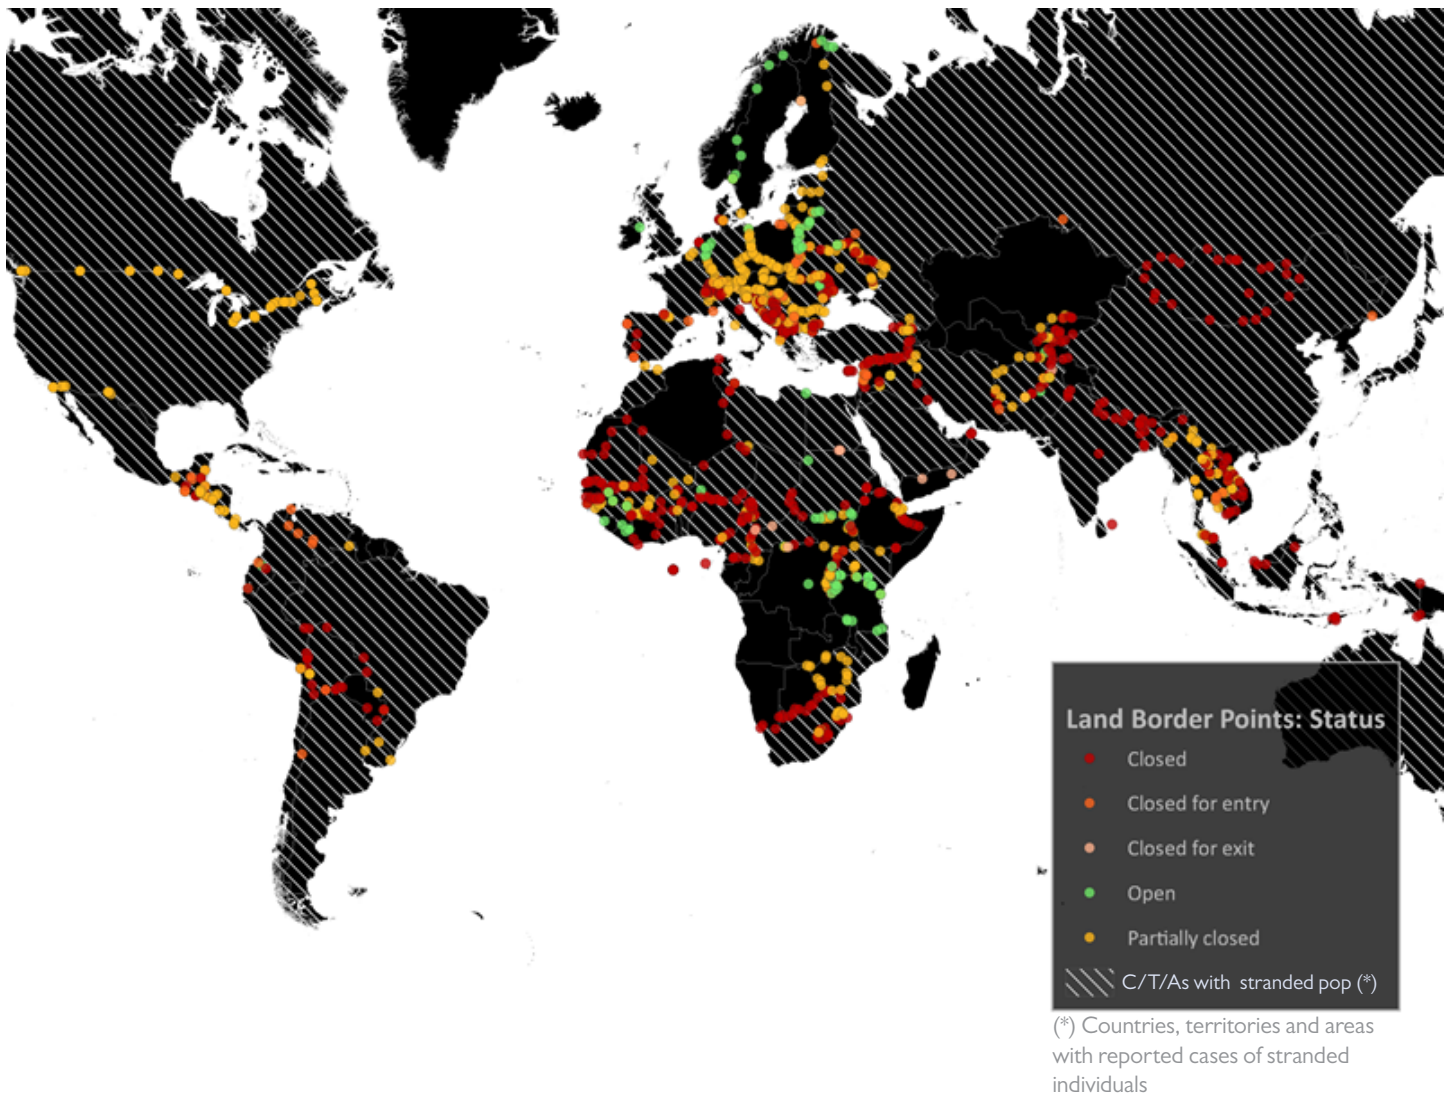 Land Border Points: Status
Closed
Closed for entry
Closed for exit
Open
Partially closed
C/T/As with stranded pop (*)
(*) Countries, territories and areas
with reported cases of stranded
individuals